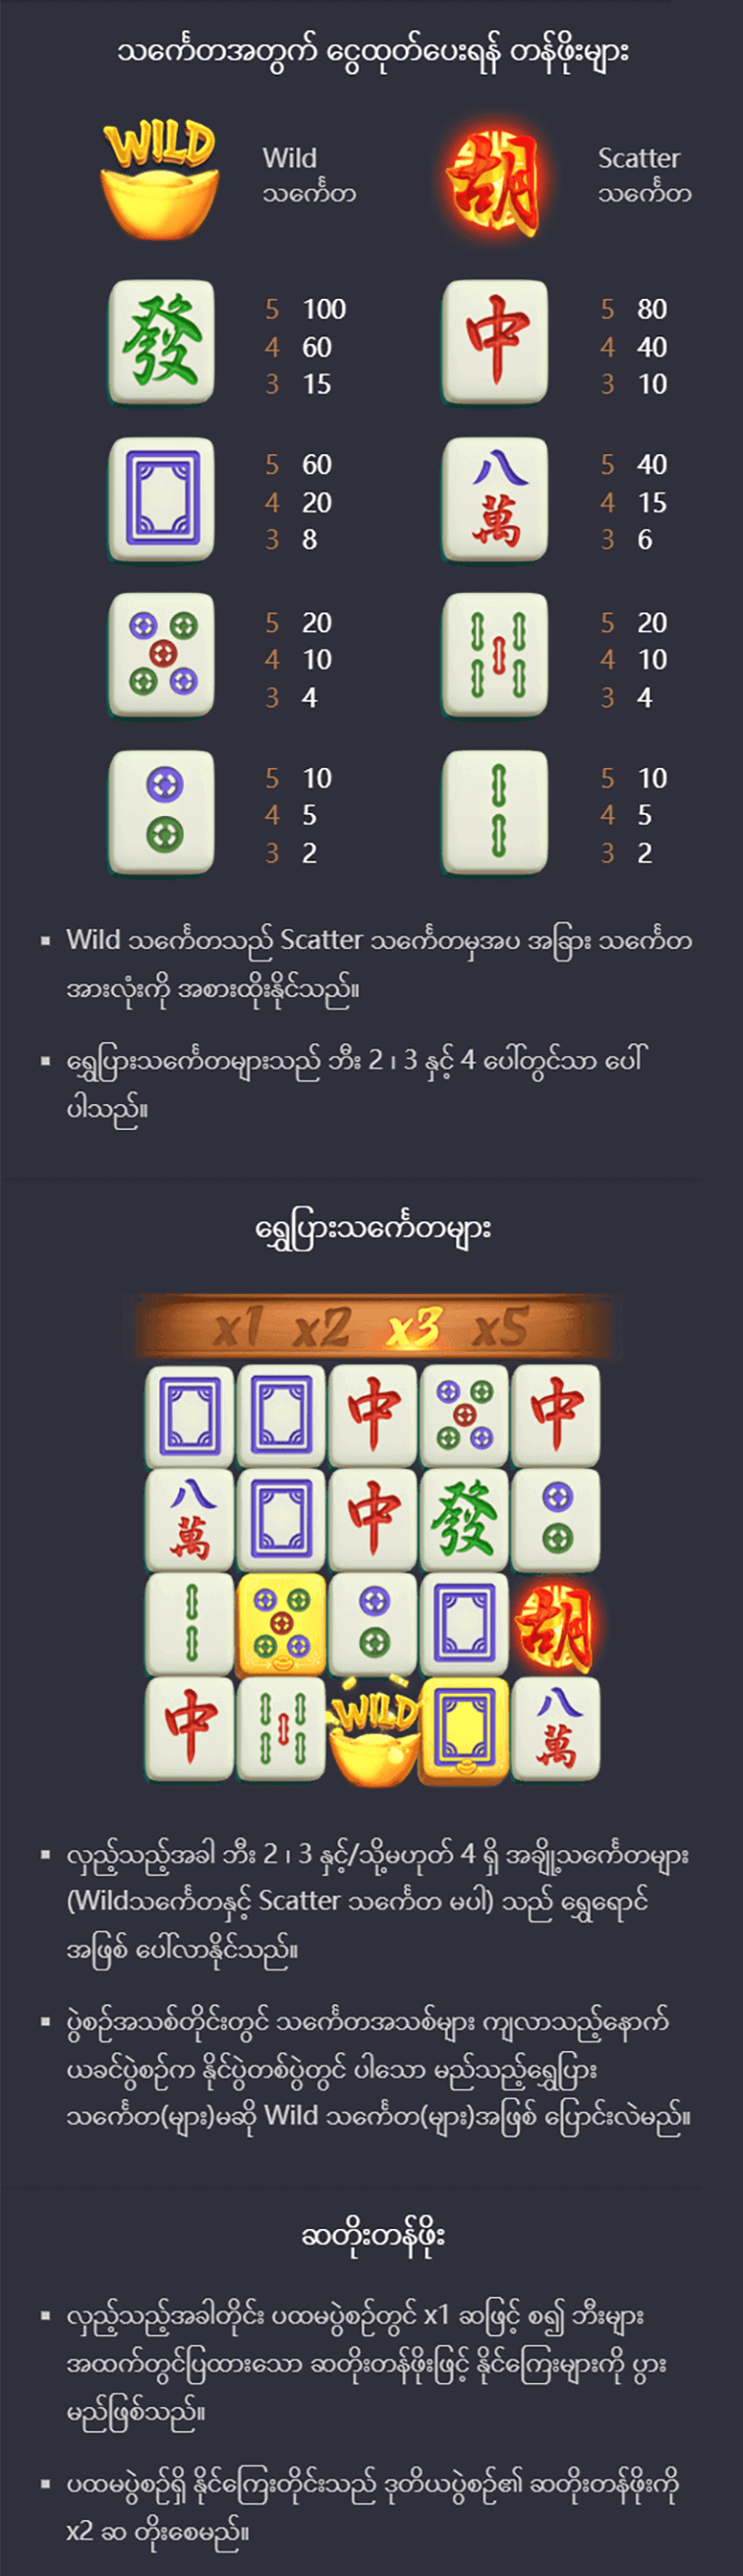 သင်္ကေတအတွက် ငွေထုတ်ပေးရန် တန်ဖိုးများ
WILD
Wild
သင်္ကေတ
胡
Scatter
သင်္ကေတ
發
5 100
4 60
3 15
中
5 80
4 40
3 10
5 60
4 20
3 8
八
萬
5 40
4 15
3 6
5 20
4 10
3 4
5 20
4 10
3 4
5 10
4 5
3 2
5 10
4 5
3 2
▪ Wild သင်္ကေတသည် Scatter သင်္ကေတမှအပ အခြား သင်္ကေတ
အားလုံးကို အစားထိုးနိုင်သည်။
▪ ရွှေပြားသင်္ကေတများသည် ဘီး 2 ၊ 3 နှင့် 4 ပေါ်တွင်သာ ပေါ်
ပါသည်။
ရွှေပြားသင်္ကေတများ
x1 x2 x3 x5
中 中
八
萬 中 發
胡
中 WILD 八
萬
▪ လှည့်သည့်အခါ ဘီး 2 ၊ 3 နှင့်/သို့မဟုတ် 4 ရှိ အချို့သင်္ကေတများ
(Wildသင်္ကေတနှင့် Scatter သင်္ကေတ မပါ) သည် ရွှေရောင်
အဖြစ် ပေါ်လာနိုင်သည်။
▪ ပွဲစဉ်အသစ်တိုင်းတွင် သင်္ကေတအသစ်များ ကျလာသည့်နောက်
ယခင်ပွဲစဉ်က နိုင်ပွဲတစ်ပွဲတွင် ပါသော မည်သည့်ရွှေပြား
သင်္ကေတ(များ)မဆို Wild သင်္ကေတ(များ)အဖြစ် ပြောင်းလဲမည်။
ဆတိုးတန်ဖိုး
▪ လှည့်သည့်အခါတိုင်း ပထမပွဲစဉ်တွင် x1 ဆဖြင့် စ၍ ဘီးများ
အထက်တွင်ပြထားသော ဆတိုးတန်ဖိုးဖြင့် နိုင်ကြေးများကို ပွား
မည်ဖြစ်သည်။
▪ ပထမပွဲစဉ်ရှိ နိုင်ကြေးတိုင်းသည် ဒုတိယပွဲစဉ်၏ ဆတိုးတန်ဖိုးကို
x2 ဆ တိုးစေမည်။